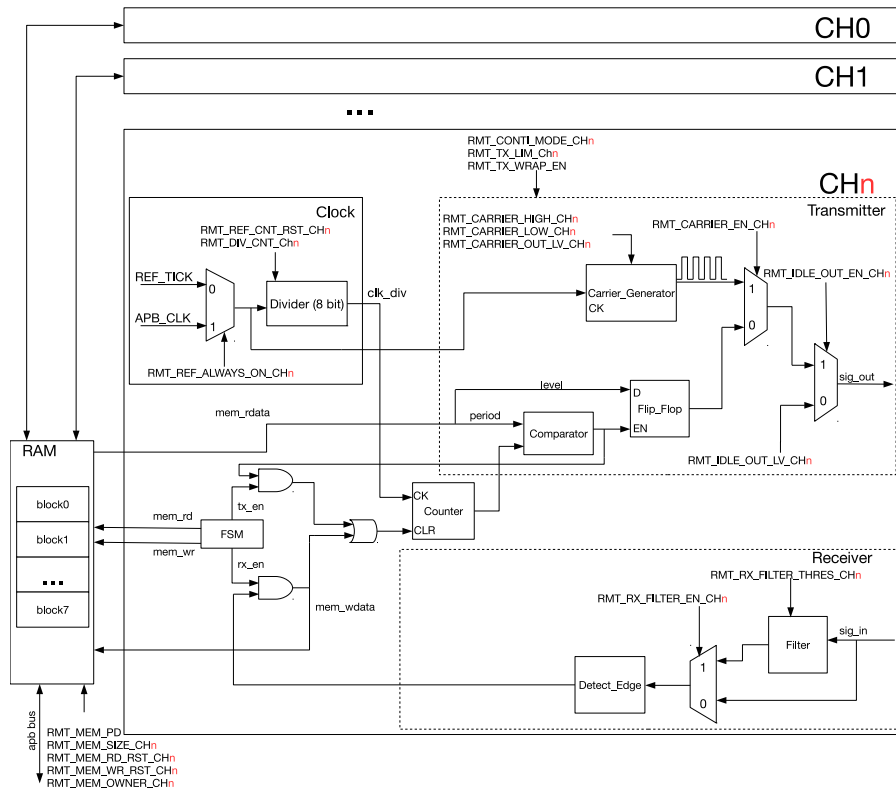 CH0
CH1
...
RMT_CONTI_MODE_CHn
RMT_TX_LIM_Chn
RMT_TX_WRAP_EN
CHn
Transmitter
Clock
RMT_REF_CNT_RST_CHn
RMT_DIV_CNT_Chn
RMT_CARRIER_HIGH_CHn
RMT_CARRIER_LOW_CHn
RMT_CARRIER_OUT_LV_CHn
RMT_CARRIER_EN_CHn
RMT_IDLE_OUT_EN_CHn
REF_TICK
0
Divider (8 bit)
clk_div
APB_CLK
1
Carrier_Generator
CK
1
0
RMT_REF_ALWAYS_ON_CHn
1
0
sig_out
level
D
Flip_Flop
EN
mem_rdata
period
Comparator
RMT_IDLE_OUT_LV_CHn
RAM
block0
block1
...
block7
mem_rd
mem_wr
tx_en
FSM
rx_en
CK
Counter
CLR
mem_wdata
Receiver
RMT_RX_FILTER_THRES_CHn
RMT_RX_FILTER_EN_CHn
sig_in
Filter
1
0
Detect_Edge
apb bus
RMT_MEM_PD
RMT_MEM_SIZE_CHn
RMT_MEM_RD_RST_CHn
RMT_MEM_WR_RST_CHn
RMT_MEM_OWNER_CHn